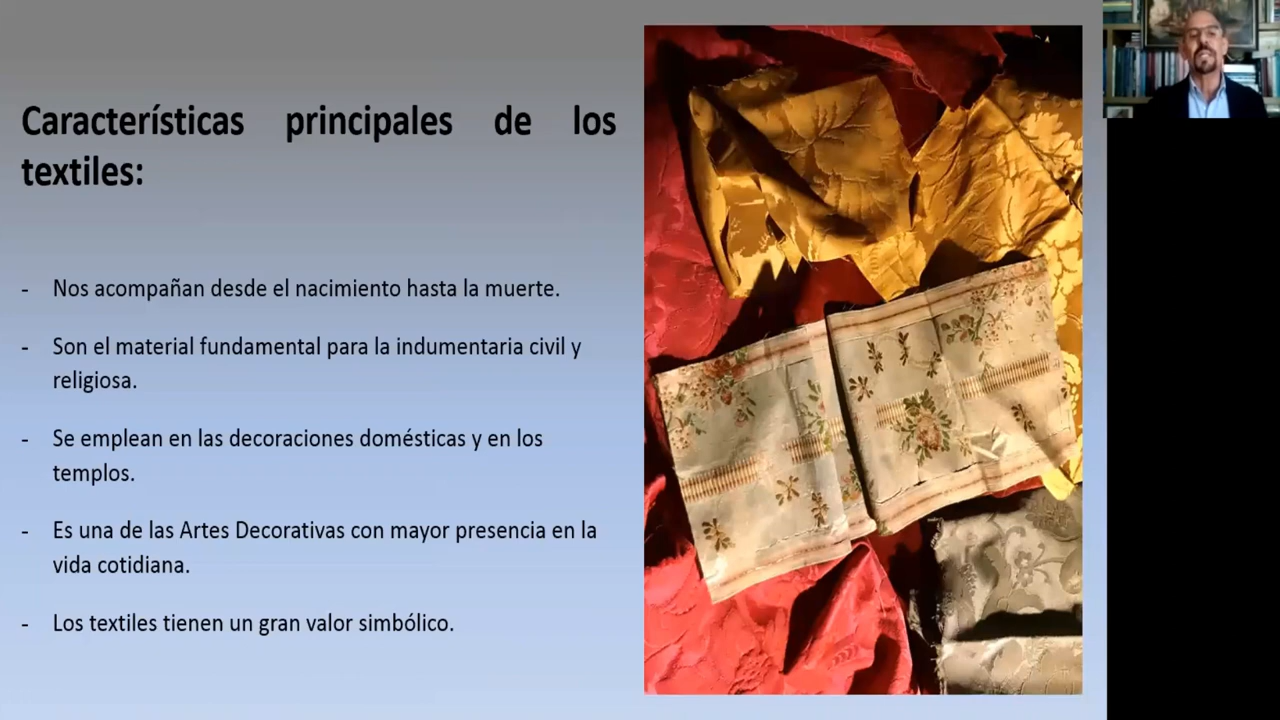 Características principales de los
textiles:
- Nos acompañan desde el nacimiento hasta la muerte.
- Son el material fundamental para la indumentaria civil y
religiosa.
- Se emplean en las decoraciones domésticas y en los
templos.
- Es una de las Artes Decorativas con mayor presencia en la
vida cotidiana.
- Los textiles tienen un gran valor simbólico.